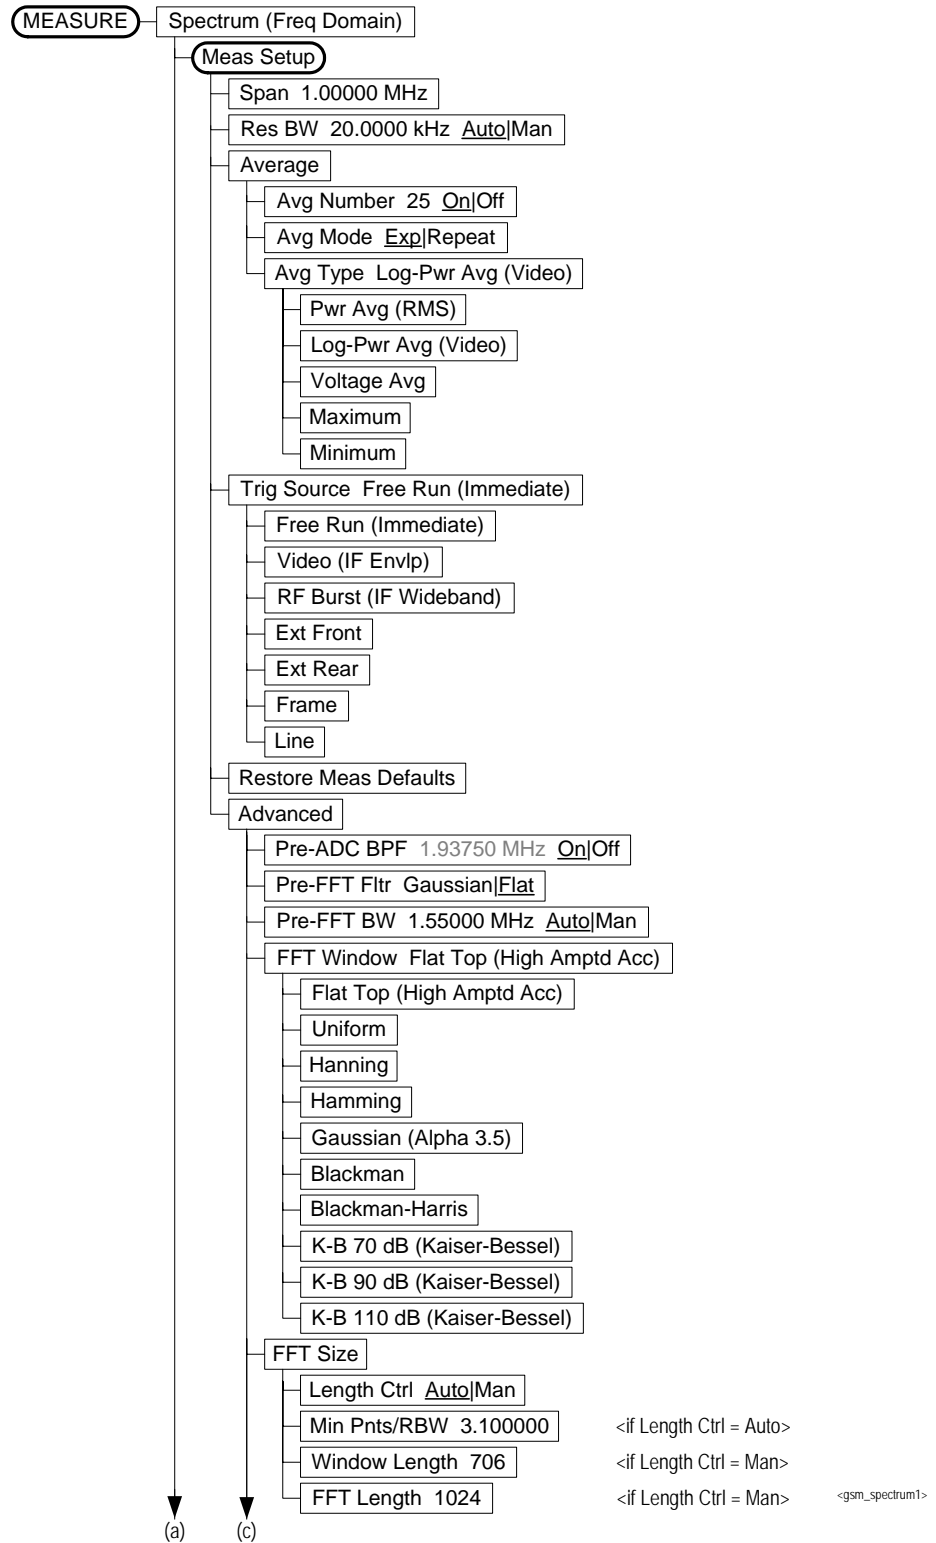 MEASURE Spectrum (Freq Domain)
Meas Setup
Span 1.00000 MHz
Res BW 20.0000 kHz Auto|Man
Average
Avg Number 25 On|Off
Avg Mode Exp|Repeat
Avg Type Log-Pwr Avg (Video)
Pwr Avg (RMS)
Log-Pwr Avg (Video)
Voltage Avg
Maximum
Minimum
Trig Source Free Run (Immediate)
Free Run (Immediate)
Video (IF Envlp)
RF Burst (IF Wideband)
Ext Front
Ext Rear
Frame
Line
Restore Meas Defaults
Advanced
Pre-ADC BPF 1.93750 MHz On|Off
Pre-FFT Fltr Gaussian|Flat
Pre-FFT BW 1.55000 MHz Auto|Man
FFT Window Flat Top (High Amptd Acc)
Flat Top (High Amptd Acc)
Uniform
Hanning
Hamming
Gaussian (Alpha 3.5)
Blackman
Blackman-Harris
K-B 70 dB (Kaiser-Bessel)
K-B 90 dB (Kaiser-Bessel)
K-B 110 dB (Kaiser-Bessel)
FFT Size
Length Ctrl Auto|Man
Min Pnts/RBW 3.100000 <if Length Ctrl = Auto>
Window Length 706 <if Length Ctrl = Man>
FFT Length 1024 <if Length Ctrl = Man> <gsm_spectrum1>
(a) (c)